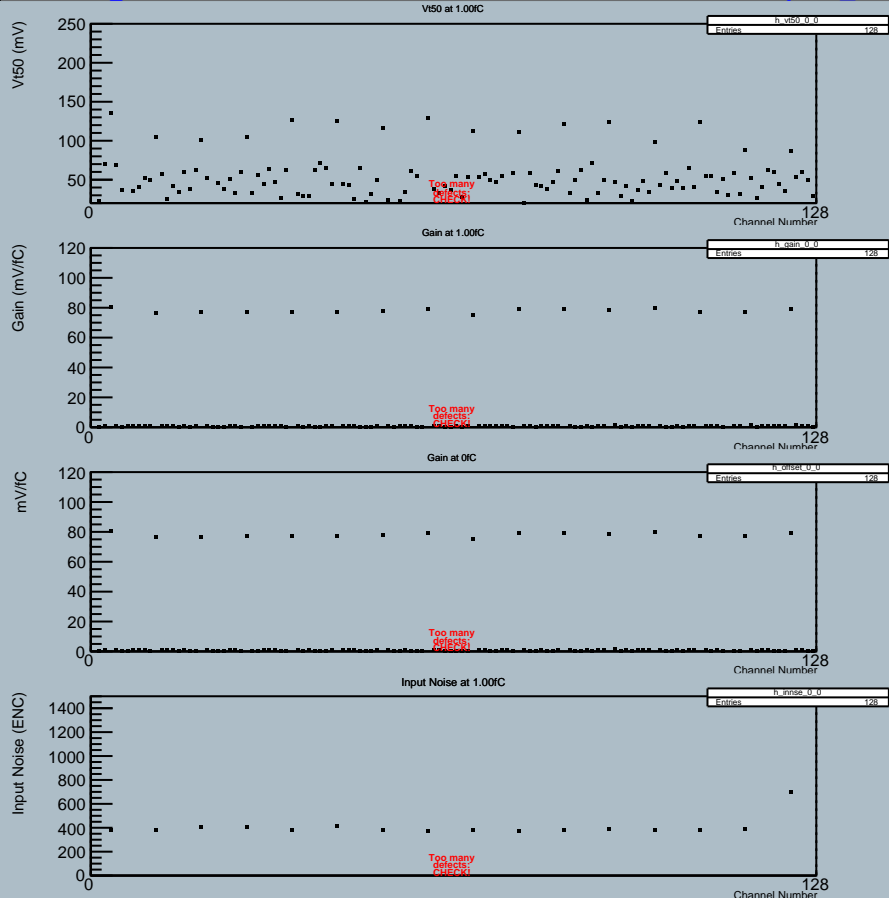 Vt50 at 1.00fC
h_vt50_0_0
Entries 128
Vt50 (mV)
250
200
150
100
50
Too many
defects:
CHECK!
0
128
Channel Number
Gain at 1.00fC
h_gain_0_0
Entries 128
Gain (mV/fC)
120
100
80
60
40
20
0
Too many
defects:
CHECK!
0
128
Channel Number
Gain at 0fC
h_offset_0_0
Entries 128
mV/fC
120
100
80
60
40
20
0
Too many
defects:
CHECK!
0
128
Channel Number
Input Noise at 1.00fC
h_innse_0_0
Entries 128
Input Noise (ENC)
1400
1200
1000
800
600
400
200
0
Too many
defects:
CHECK!
0
128
Channel Number